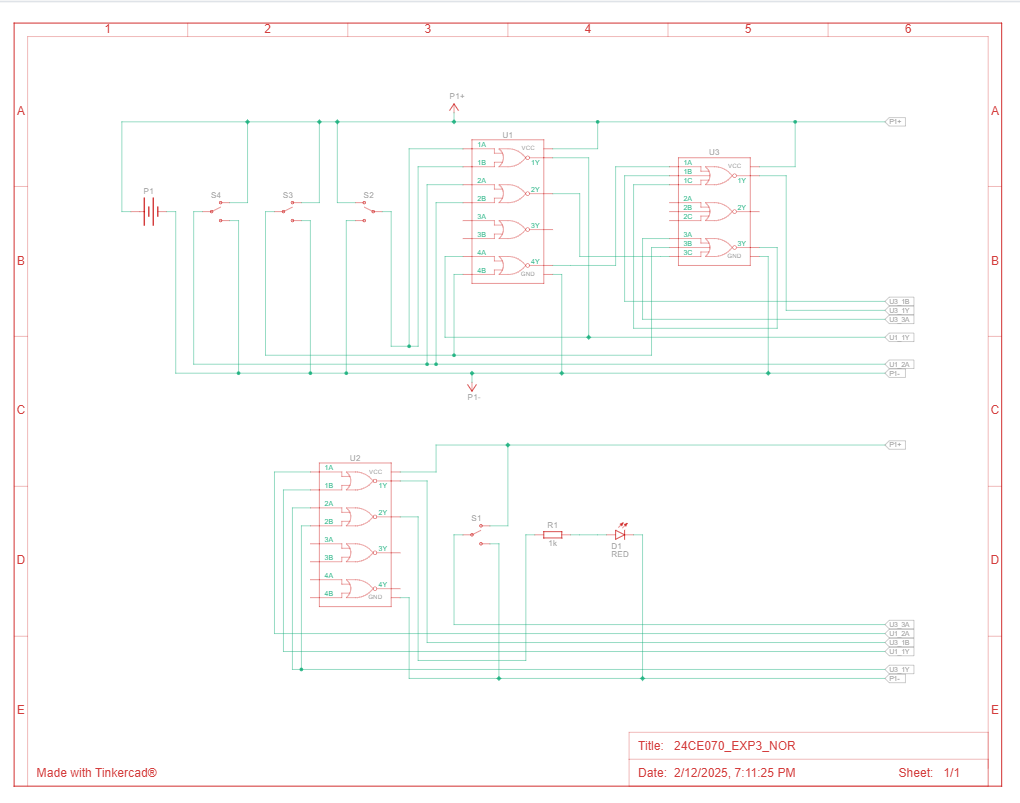 1 2 3 4 5 6
A A
P1+
P1+
U1
1A VCC
1B 1Y
2A
2Y
2B
3A
3Y
3B
4A
4Y
4B GND
U3
1A VCC
1B
1C 1Y
2A
2B 2Y
2C
3A
3B 3Y
3C GND
P1
S4 S3 S2
B B
U3_1B
U3_1Y
U3_3A
U1_1Y
U1_2A
P1-
P1-
C C
P1+
U2
1A VCC
1B 1Y
2A
2Y
2B
3A
3Y
3B
4A
4Y
4B GND
S1
R1
1k
D1
RED
D D
U3_3A
U1_2A
U3_1B
U1_1Y
U3_1Y
P1-
E E
Title: 24CE070_EXP3_NOR
Made with Tinkercad®
Date: 2/12/2025, 7:11:25 PM Sheet: 1/1